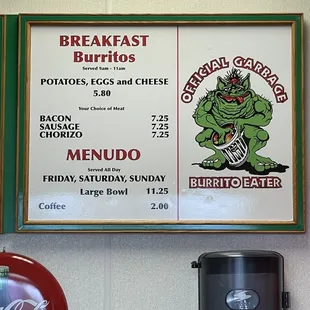 BREAKFAST
Burritos
Served 9am - 11am
POTATOES, EGGS and CHEESE
5.80
Your Choice of Meat
BACON 7.25
SAUSAGE 7.25
CHORIZO 7.25
MENUDO
Served All Day
FRIDAY, SATURDAY, SUNDAY
Large Bowl 11.25
Coffee 2.00
OFFICIAL GARBAGE
BURRITO EATER